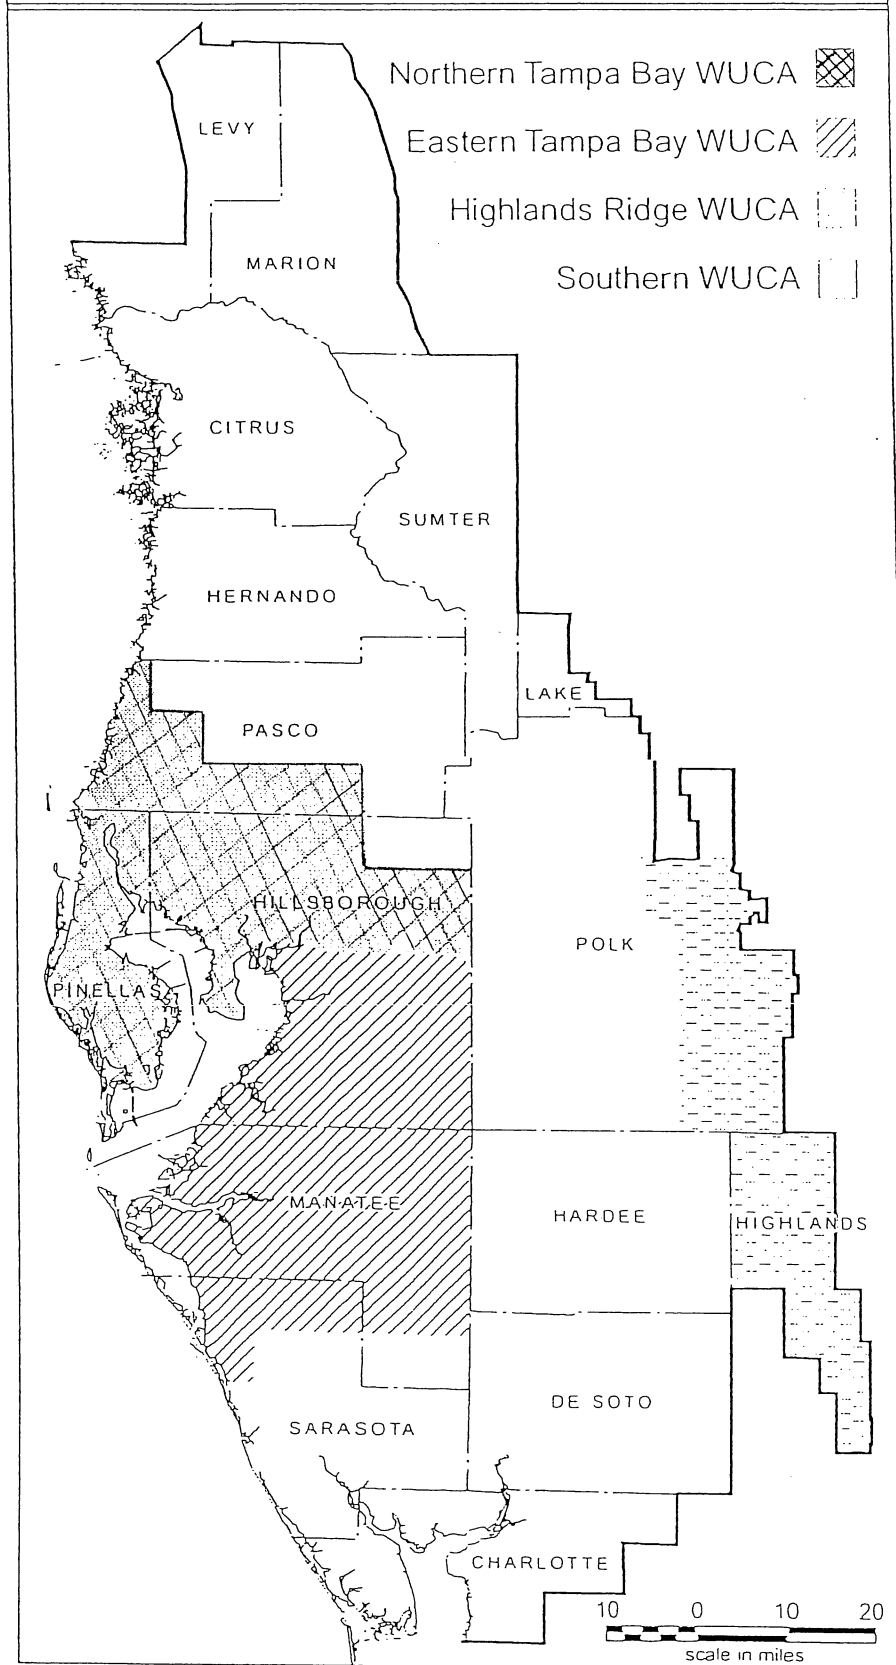 Northern Tampa Bay WUCA
Eastern Tampa Bay WUCA
Highlands Ridge WUCA
Southern WUCA
LEVY
MARION
CITRUS
SUMTER
HERNANDO
LAKE
PASCO
HILLSBOROUGH
POLK
PINELLAS
MANATEE
HARDEE
HIGHLANDS
DE SOTO
SARASOTA
CHARLOTTE
10 0 10 20
scale in miles